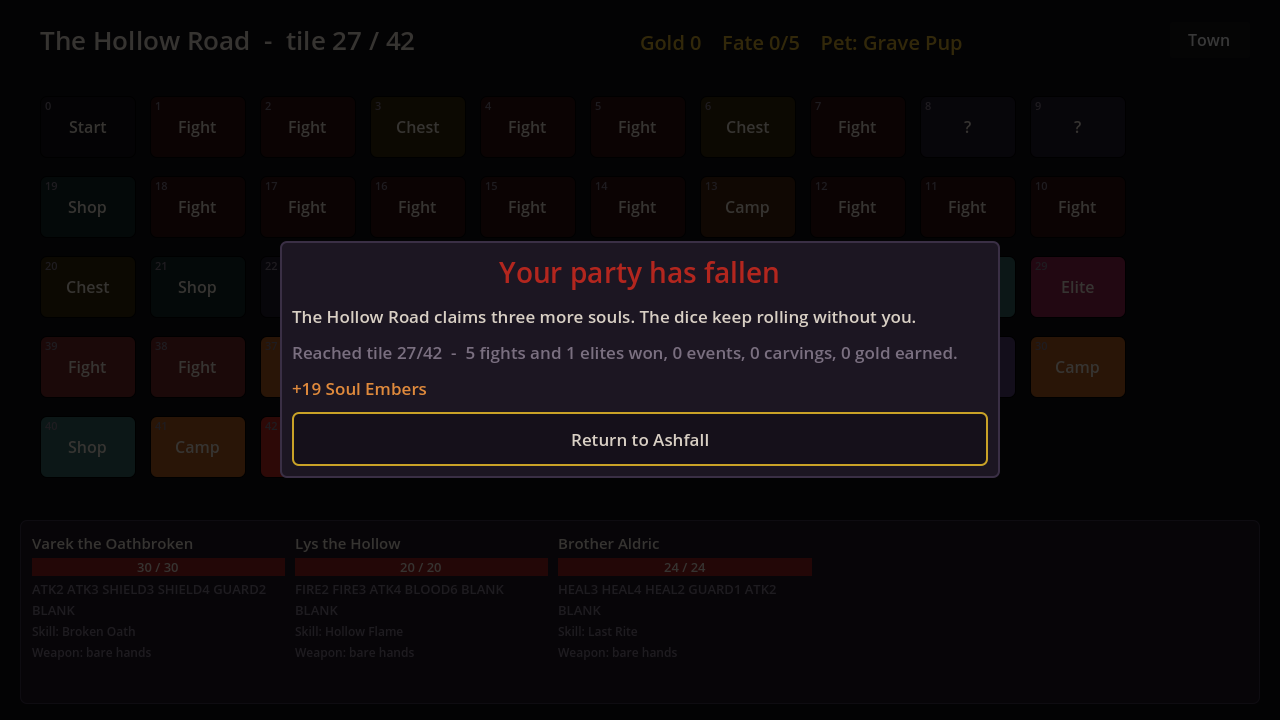 The Hollow Road - tile 27 / 42
Gold 0 Fate 0/5 Pet: Grave Pup
Town
0 Start 1 Fight 2 Fight 3 Chest 4 Fight 5 Fight 6 Chest 7 Fight 8 ? 9 ?
19 Shop 18 Fight 17 Fight 16 Fight 15 Fight 14 Fight 13 Camp 12 Fight 11 Fight 10 Fight
20 Chest 21 Shop 22 29 Elite
39 Fight 38 Fight Camp
40 Shop 41 Camp 42
Your party has fallen
The Hollow Road claims three more souls. The dice keep rolling without you.
Reached tile 27/42 - 5 fights and 1 elites won, 0 events, 0 carvings, 0 gold earned.
+19 Soul Embers
Return to Ashfall
Varek the Oathbroken
30 / 30
ATK2 ATK3 SHIELD3 SHIELD4 GUARD2
BLANK
Skill: Broken Oath
Weapon: bare hands
Lys the Hollow
20 / 20
FIRE2 FIRE3 ATK4 BLOOD6 BLANK
BLANK
Skill: Hollow Flame
Weapon: bare hands
Brother Aldric
24 / 24
HEAL3 HEAL4 HEAL2 GUARD1 ATK2
BLANK
Skill: Last Rite
Weapon: bare hands